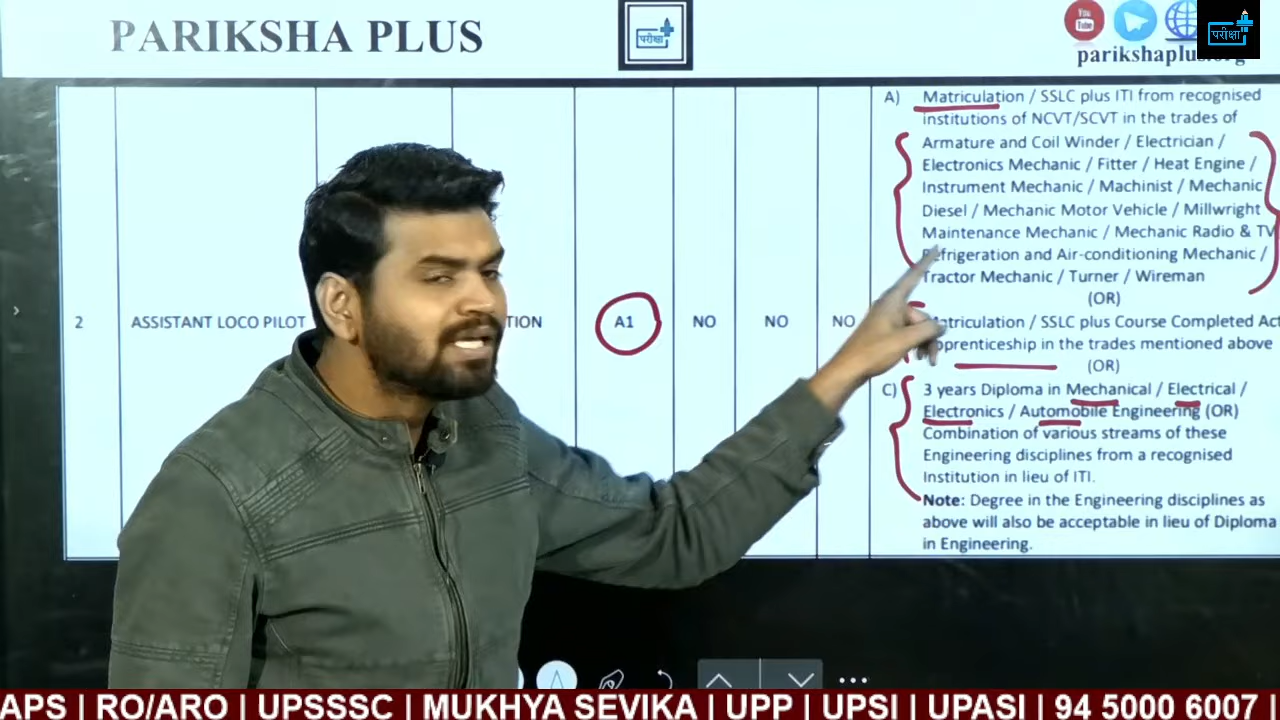 PARIKSHA PLUS
परीक्षा
You
Tube
परीक्षा
parikshaplus.org
2
ASSISTANT LOCO PILOT
A1
NO
NO
NO
A) Matriculation / SSLC plus ITI from recognised
institutions of NCVT/SCVT in the trades of
Armature and Coil Winder / Electrician /
Electronics Mechanic / Fitter / Heat Engine /
Instrument Mechanic / Machinist / Mechanic
Diesel / Mechanic Motor Vehicle / Millwright
Maintenance Mechanic / Mechanic Radio & TV
Refrigeration and Air-conditioning Mechanic /
Tractor Mechanic / Turner / Wireman
(OR)
Matriculation / SSLC plus Course Completed Act
Apprenticeship in the trades mentioned above
(OR)
C) 3 years Diploma in Mechanical / Electrical /
Electronics / Automobile Engineering (OR)
Combination of various streams of these
Engineering disciplines from a recognised
Institution in lieu of ITI.
Note: Degree in the Engineering disciplines as
above will also be acceptable in lieu of Diploma
in Engineering.
APS | RO/ARO | UPSSSC | MUKHYA SEVIKA | UPP | UPSI | UPASI | 94 5000 6007 |